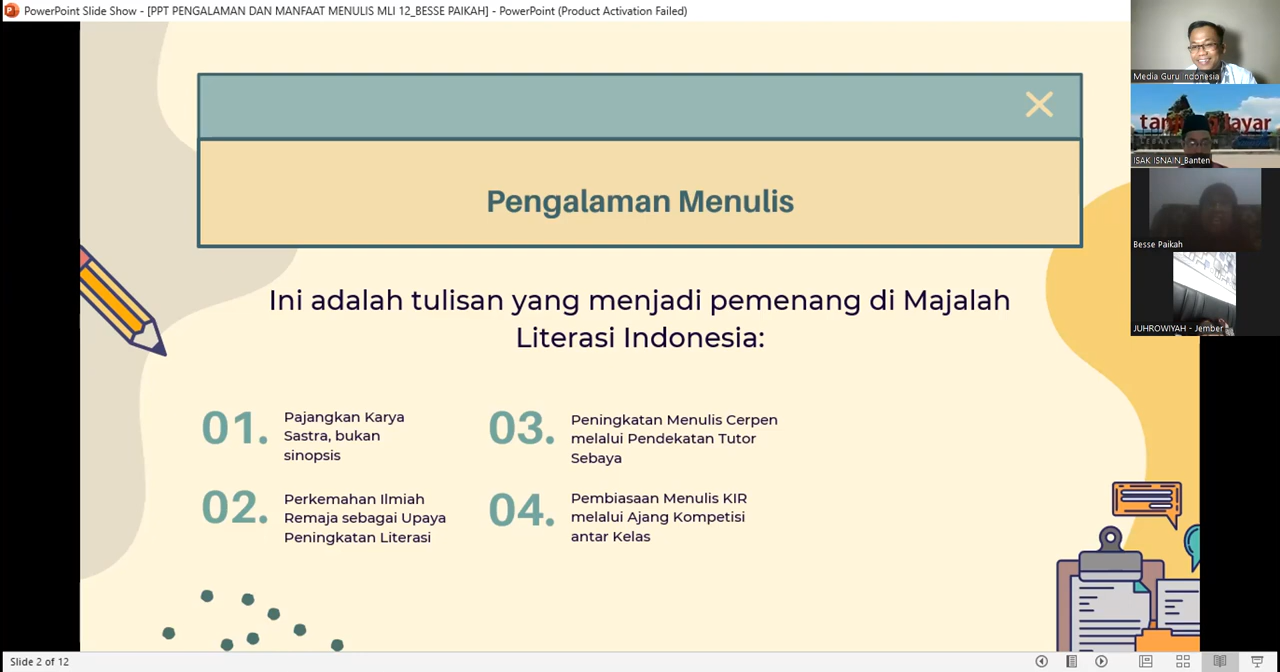 PowerPoint Slide Show - [PPT PENGALAMAN DAN MANFAAT MENULIS MLI 12_BESSE PAIKAH] - PowerPoint (Product Activation Failed)
Pengalaman Menulis
Ini adalah tulisan yang menjadi pemenang di Majalah
Literasi Indonesia:
01.
Pajangkan Karya
Sastra, bukan
sinopsis
02.
Perkemahan Ilmiah
Remaja sebagai Upaya
Peningkatan Literasi
03.
Peningkatan Menulis Cerpen
melalui Pendekatan Tutor
Sebaya
04.
Pembiasaan Menulis KIR
melalui Ajang Kompetisi
antar Kelas
Media Guru Indonesia
ISAK ISNAIN_Banten
Besse Paikah
JUHROWIYAH - Jember
Slide 2 of 12